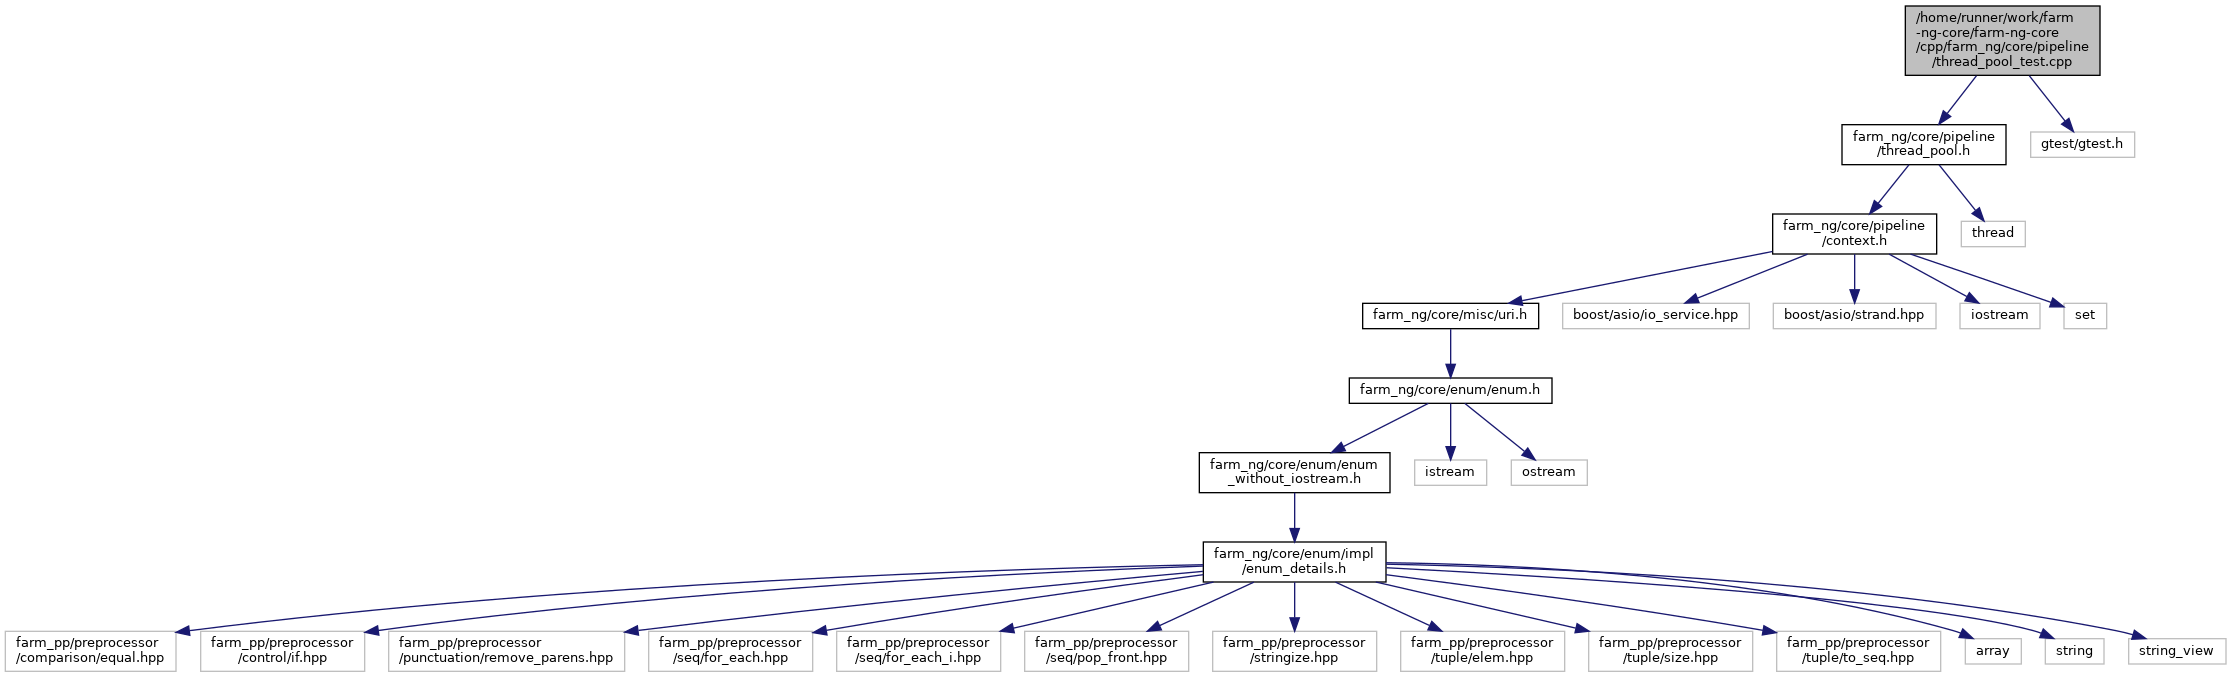 /home/runner/work/farm
-ng-core/farm-ng-core
/cpp/farm_ng/core/pipeline
/thread_pool_test.cpp
farm_ng/core/pipeline
/thread_pool.h
gtest/gtest.h
farm_ng/core/pipeline
/context.h
thread
farm_ng/core/misc/uri.h
boost/asio/io_service.hpp
boost/asio/strand.hpp
iostream
set
farm_ng/core/enum/enum.h
farm_ng/core/enum/enum
_without_iostream.h
istream
ostream
farm_ng/core/enum/impl
/enum_details.h
farm_pp/preprocessor
/comparison/equal.hpp
farm_pp/preprocessor
/control/if.hpp
farm_pp/preprocessor
/punctuation/remove_parens.hpp
farm_pp/preprocessor
/seq/for_each.hpp
farm_pp/preprocessor
/seq/for_each_i.hpp
farm_pp/preprocessor
/seq/pop_front.hpp
farm_pp/preprocessor
/stringize.hpp
farm_pp/preprocessor
/tuple/elem.hpp
farm_pp/preprocessor
/tuple/size.hpp
farm_pp/preprocessor
/tuple/to_seq.hpp
array
string
string_view